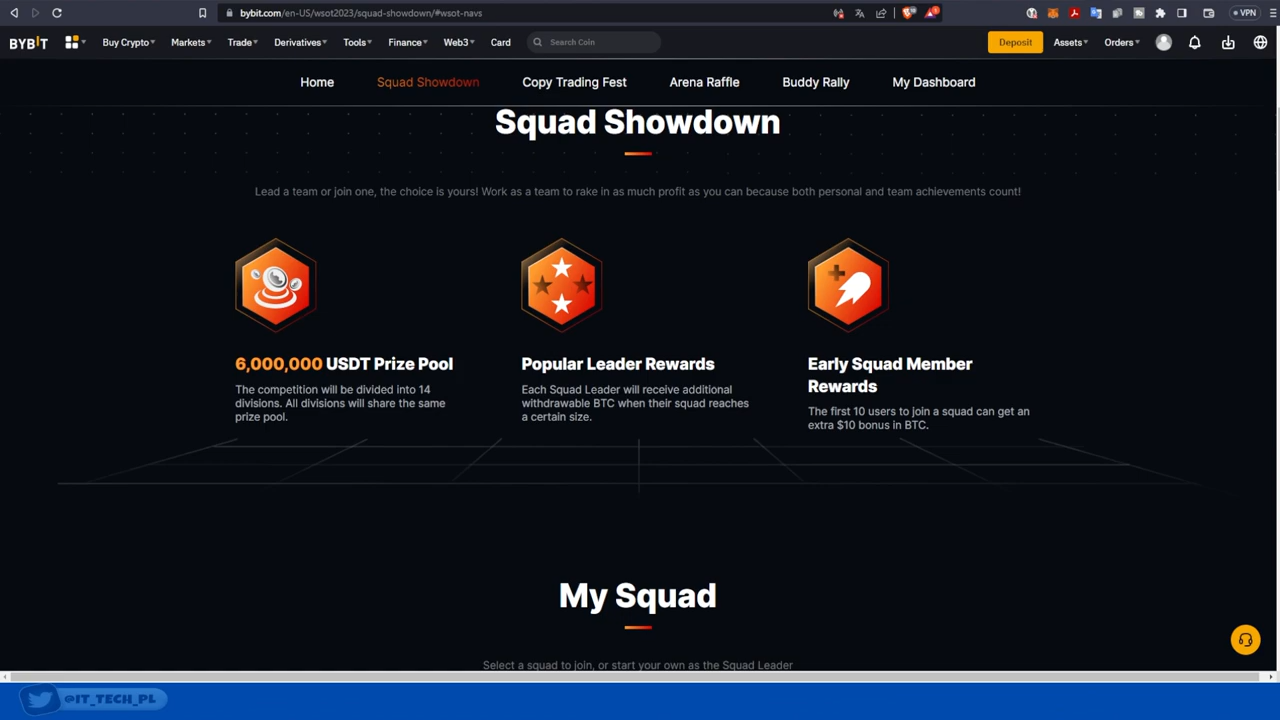 bybit.com/en-US/wsot2023/squad-showdown/#wsot-navs
VPN
BYBIT
Buy Crypto
Markets
Trade
Derivatives
Tools
Finance
Web3
Card
Search Coin
Deposit
Assets
Orders
Home
Squad Showdown
Copy Trading Fest
Arena Raffle
Buddy Rally
My Dashboard
Squad Showdown
Lead a team or join one, the choice is yours! Work as a team to rake in as much profit as you can because both personal and team achievements count!
6,000,000 USDT Prize Pool
The competition will be divided into 14
divisions. All divisions will share the same
prize pool.
Popular Leader Rewards
Each Squad Leader will receive additional
withdrawable BTC when their squad reaches
a certain size.
Early Squad Member
Rewards
The first 10 users to join a squad can get an
extra $10 bonus in BTC.
My Squad
Select a squad to join, or start your own as the Squad Leader
@IT_TECH_PL